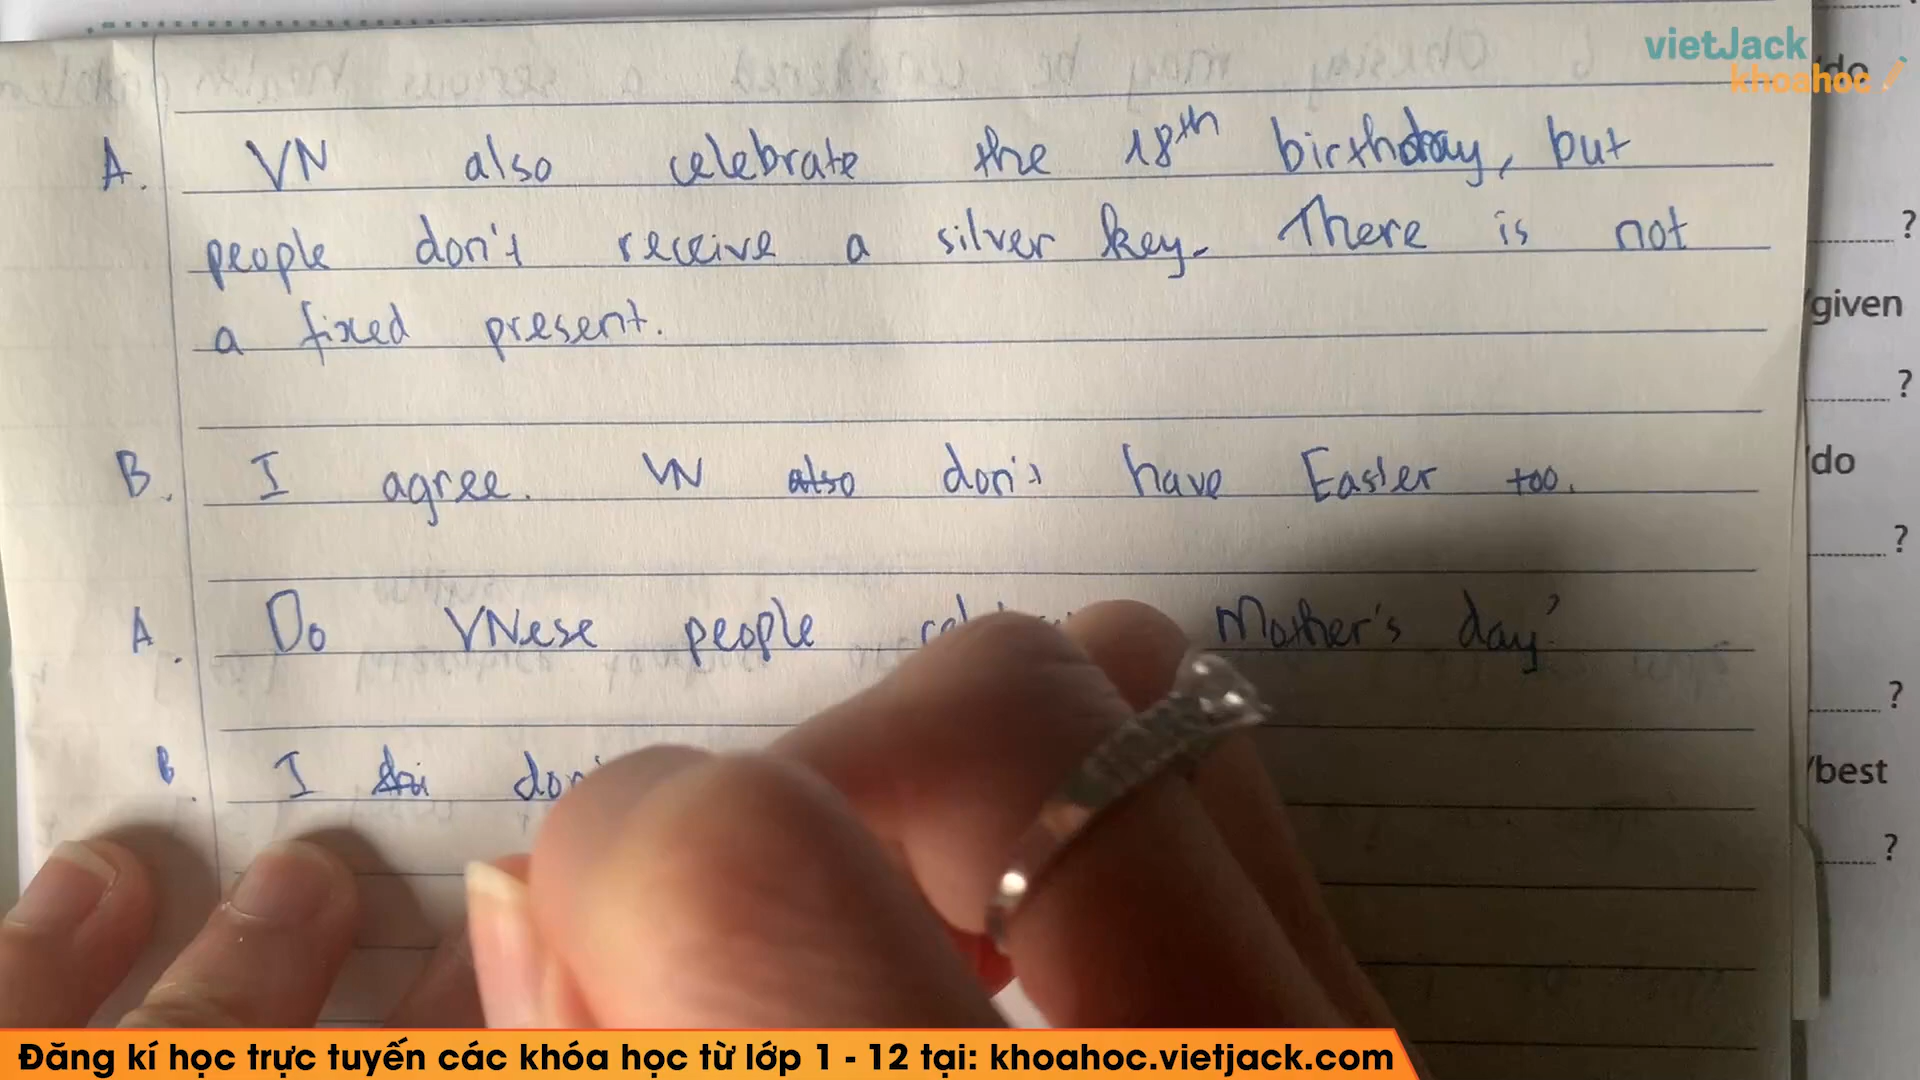 vietJack
khoahoc
A. VN also celebrate the 18th birthday, but
people don't receive a silver key. There is not
a fixed present.
B. I agree. VN also don't have Easter too.
A. Do VNese people Mother's day?
B. I don'
/do
?
/given
?
/do
?
?
/best
?
Đăng kí học trực tuyến các khóa học từ lớp 1 - 12 tại: khoahoc.vietjack.com